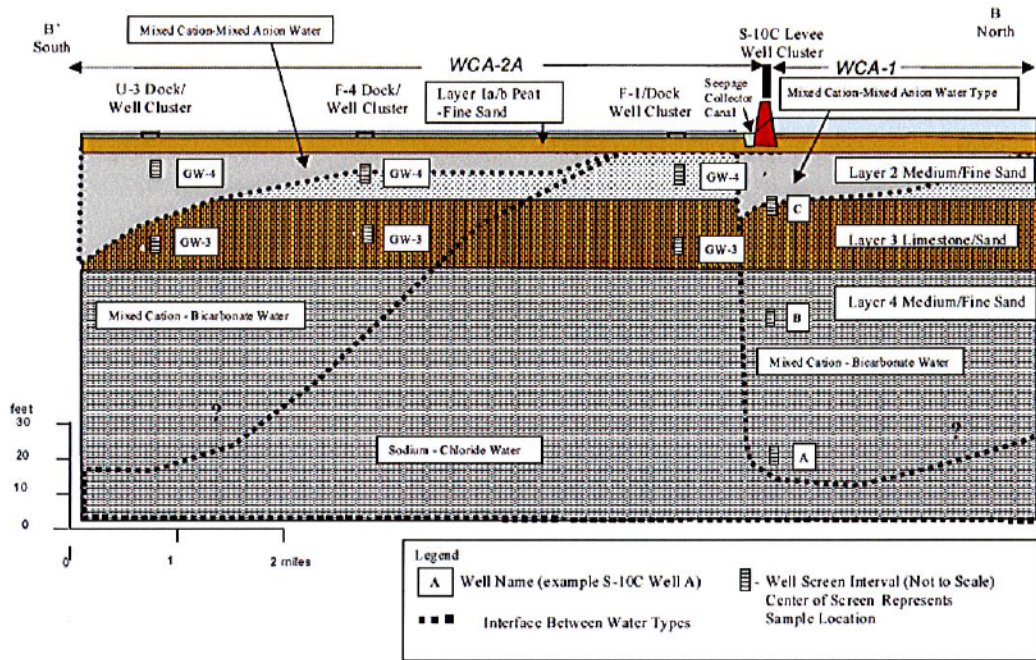 B'
South
Mixed Cation-Mixed Anion Water
S-10C Levee
Well Cluster
B
North
WCA-2A
WCA-1
U-3 Dock/
Well Cluster
F-4 Dock/
Well Cluster
Layer 1a/b Peat
-Fine Sand
F-1/Dock
Well Cluster
Seepage
Collector
Canal
Mixed Cation-Mixed Anion Water Type
GW-4
GW-4
GW-4
Layer 2 Medium/Fine Sand
C
GW-3
GW-3
GW-3
Layer 3 Limestone/Sand
Layer 4 Medium/Fine Sand
Mixed Cation - Bicarbonate Water
B
Mixed Cation - Bicarbonate Water
feet
30
?
?
20
Sodium - Chloride Water
A
10
0
0
1
2 miles
Legend
A Well Name (example S-10C Well A)
- Well Screen Interval (Not to Scale)
Center of Screen Represents
Sample Location
Interface Between Water Types